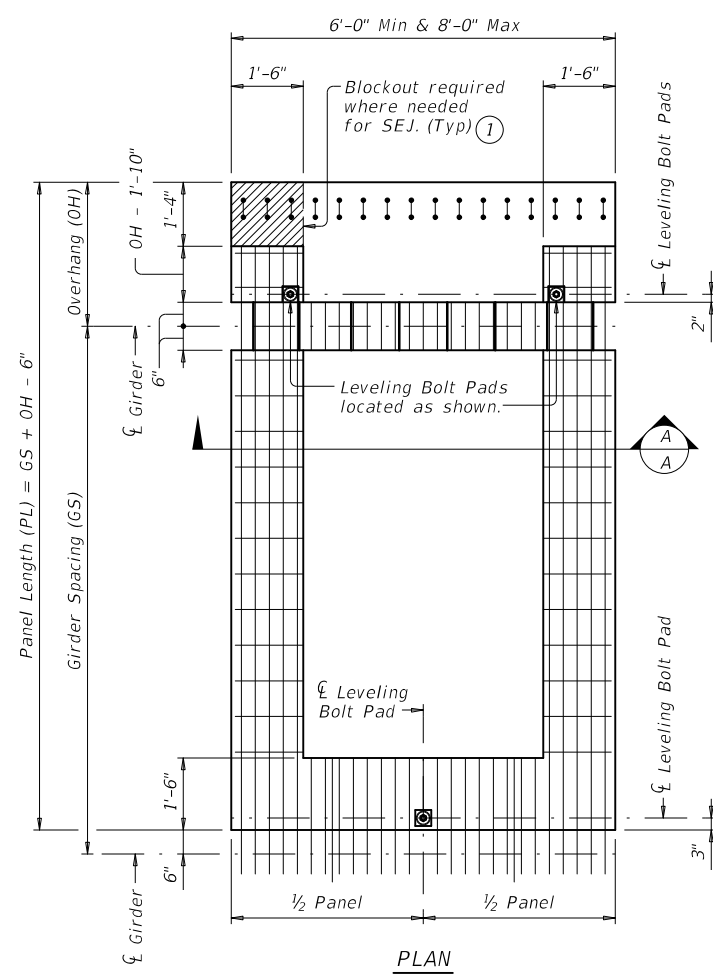 6'-0" Min & 8'-0" Max
1'-6"
1'-6"
Blockout required
where needed
for SEJ. (Typ) 1
℄ Leveling Bolt Pads
OH - 1'-10"
1'-4"
Overhang (OH)
2"
6"
℄ Girder
Leveling Bolt Pads
located as shown.
A
A
Panel Length (PL) = GS + OH - 6"
Girder Spacing (GS)
℄ Leveling
Bolt Pad
℄ Leveling Bolt Pad
1'-6"
3"
6"
℄ Girder
½ Panel
½ Panel
PLAN